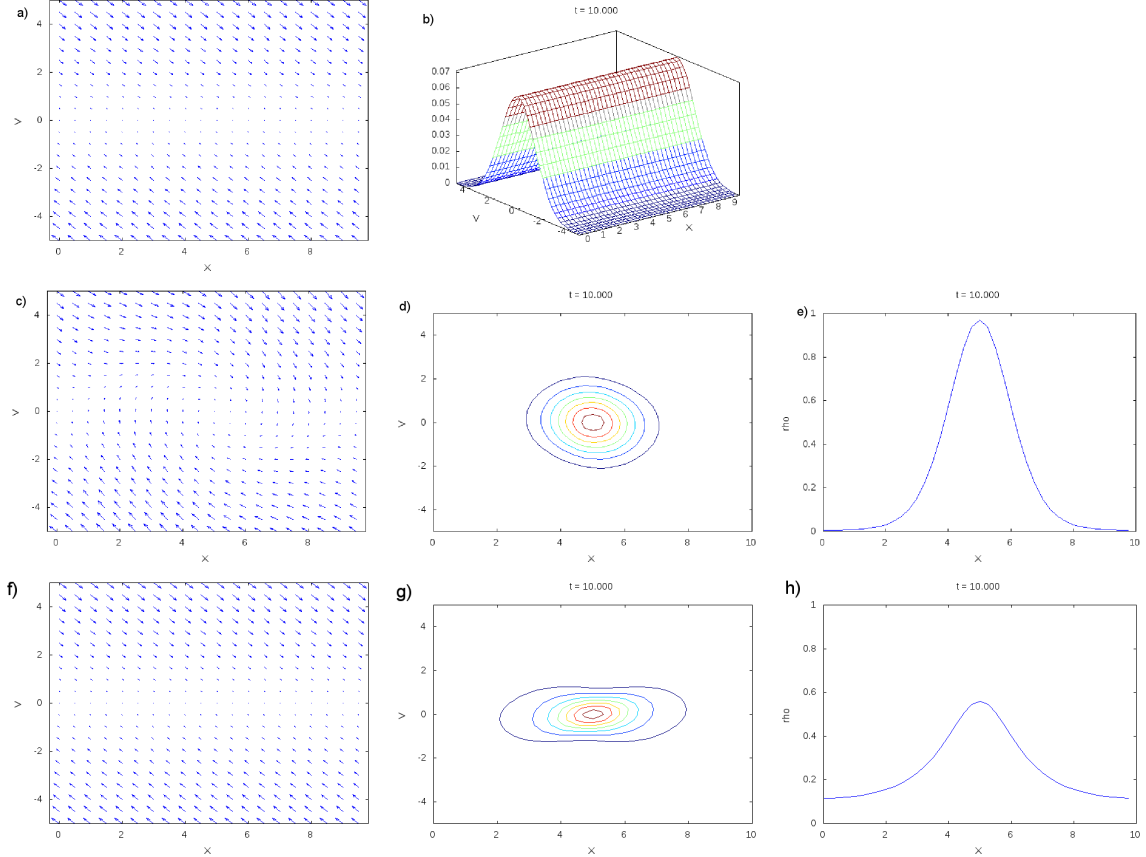 a)
4
2
0
-2
-4
V
0 2 4 6 8
X
b)
t = 10.000
0.07
0.06
0.05
0.04
0.03
0.02
0.01
0
4 2 0 -2 -4
V
0 1 2 3 4 5 6 7 8 9
X
c)
4
2
0
-2
-4
V
0 2 4 6 8
X
d)
t = 10.000
4
2
0
-2
-4
V
0 2 4 6 8 10
X
e)
t = 10.000
1
0.8
0.6
0.4
0.2
0
rho
0 2 4 6 8 10
X
f)
4
2
0
-2
-4
V
0 2 4 6 8
X
g)
t = 10.000
4
2
0
-2
-4
V
0 2 4 6 8 10
X
h)
t = 10.000
1
0.8
0.6
0.4
0.2
0
rho
0 2 4 6 8 10
X